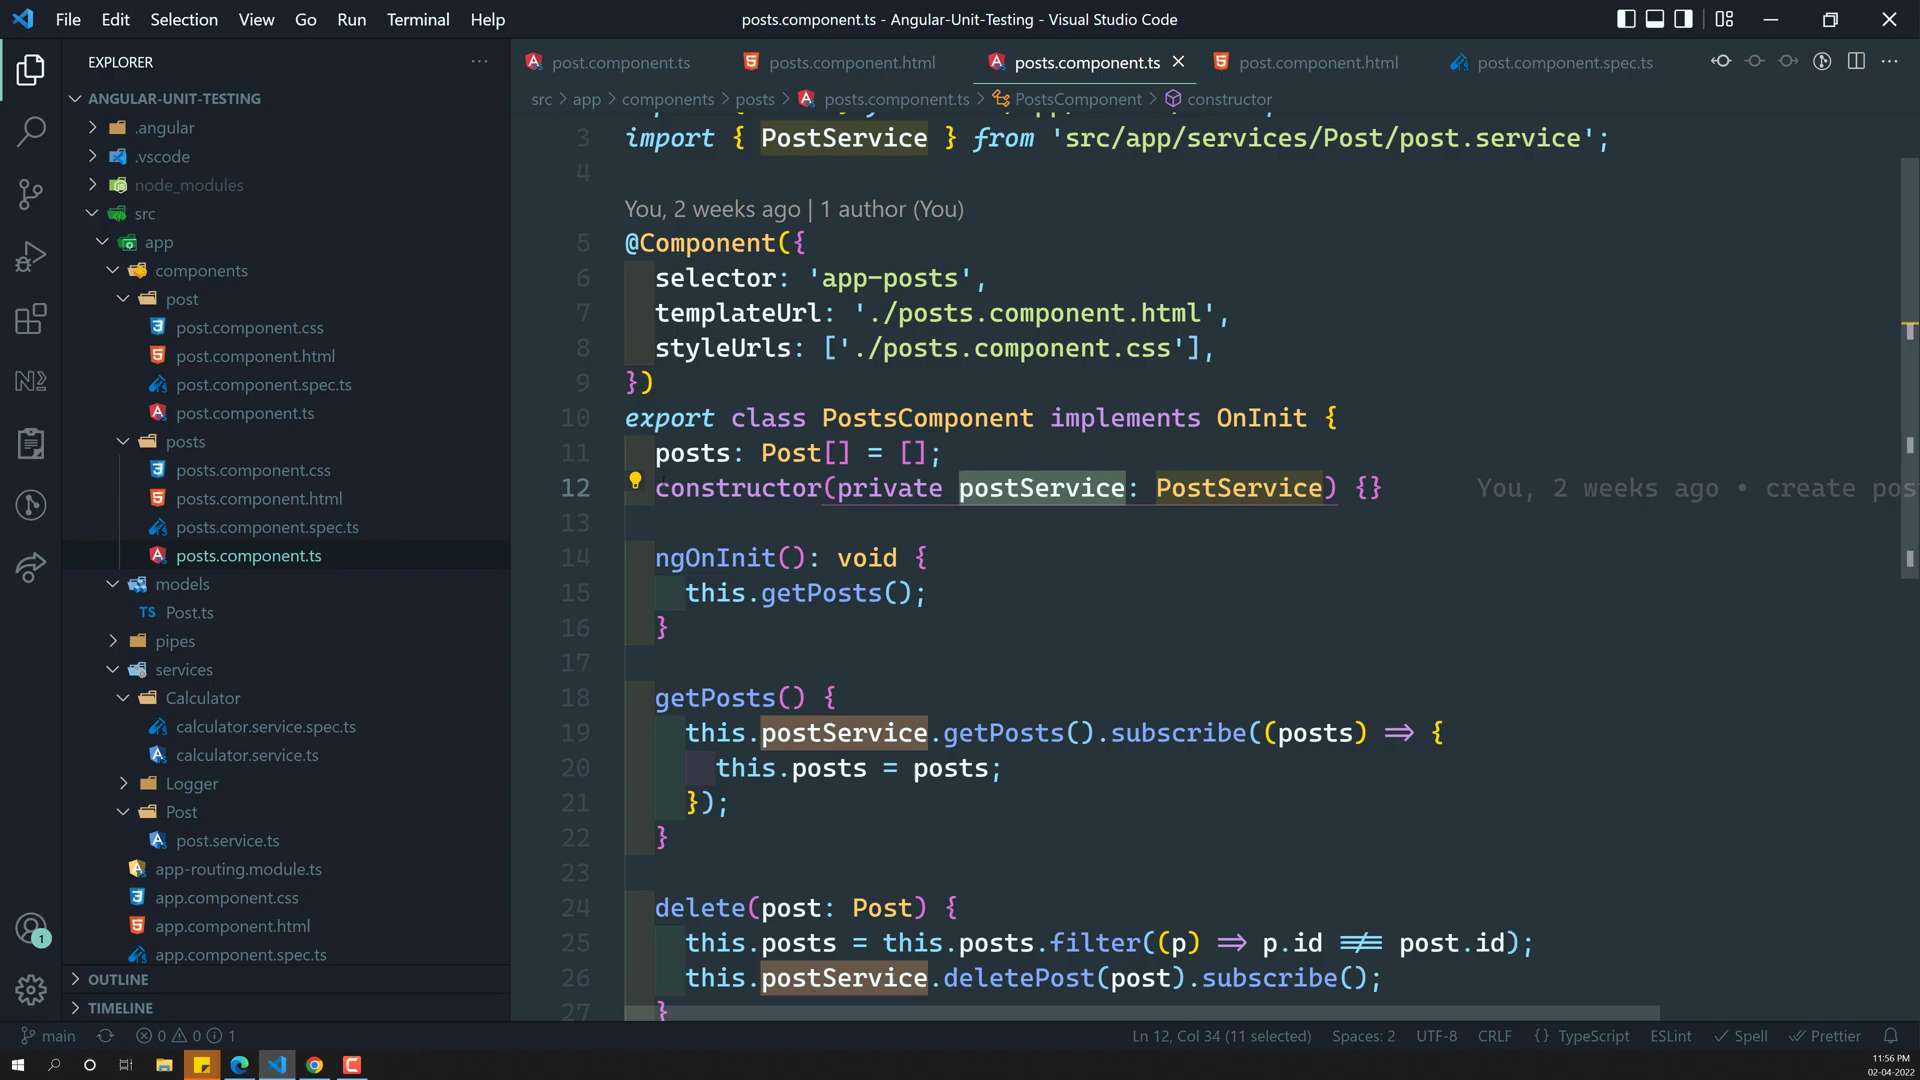 File Edit Selection View Go Run Terminal Help
posts.component.ts - Angular-Unit-Testing - Visual Studio Code
EXPLORER
ANGULAR-UNIT-TESTING
.angular
.vscode
node_modules
src
app
components
post
post.component.css
post.component.html
post.component.spec.ts
post.component.ts
posts
posts.component.css
posts.component.html
posts.component.spec.ts
posts.component.ts
models
TS Post.ts
pipes
services
Calculator
calculator.service.spec.ts
calculator.service.ts
Logger
Post
post.service.ts
app-routing.module.ts
app.component.css
app.component.html
app.component.spec.ts
OUTLINE
TIMELINE
post.component.ts posts.component.html posts.component.ts post.component.html post.component.spec.ts
src > app > components > posts > posts.component.ts > PostsComponent > constructor
3 import { PostService } from 'src/app/services/Post/post.service';
4
You, 2 weeks ago | 1 author (You)
5 @Component({
6 selector: 'app-posts',
7 templateUrl: './posts.component.html',
8 styleUrls: ['./posts.component.css'],
9 })
10 export class PostsComponent implements OnInit {
11 posts: Post[] = [];
12 constructor(private postService: PostService) {} You, 2 weeks ago • create pos
13
14 ngOnInit(): void {
15 this.getPosts();
16 }
17
18 getPosts() {
19 this.postService.getPosts().subscribe((posts) => {
20 this.posts = posts;
21 });
22 }
23
24 delete(post: Post) {
25 this.posts = this.posts.filter((p) => p.id !== post.id);
26 this.postService.deletePost(post).subscribe();
27 }
main 0 0 1 Ln 12, Col 34 (11 selected) Spaces: 2 UTF-8 CRLF {} TypeScript ESLint Spell Prettier
1
11:56 PM
02-04-2022